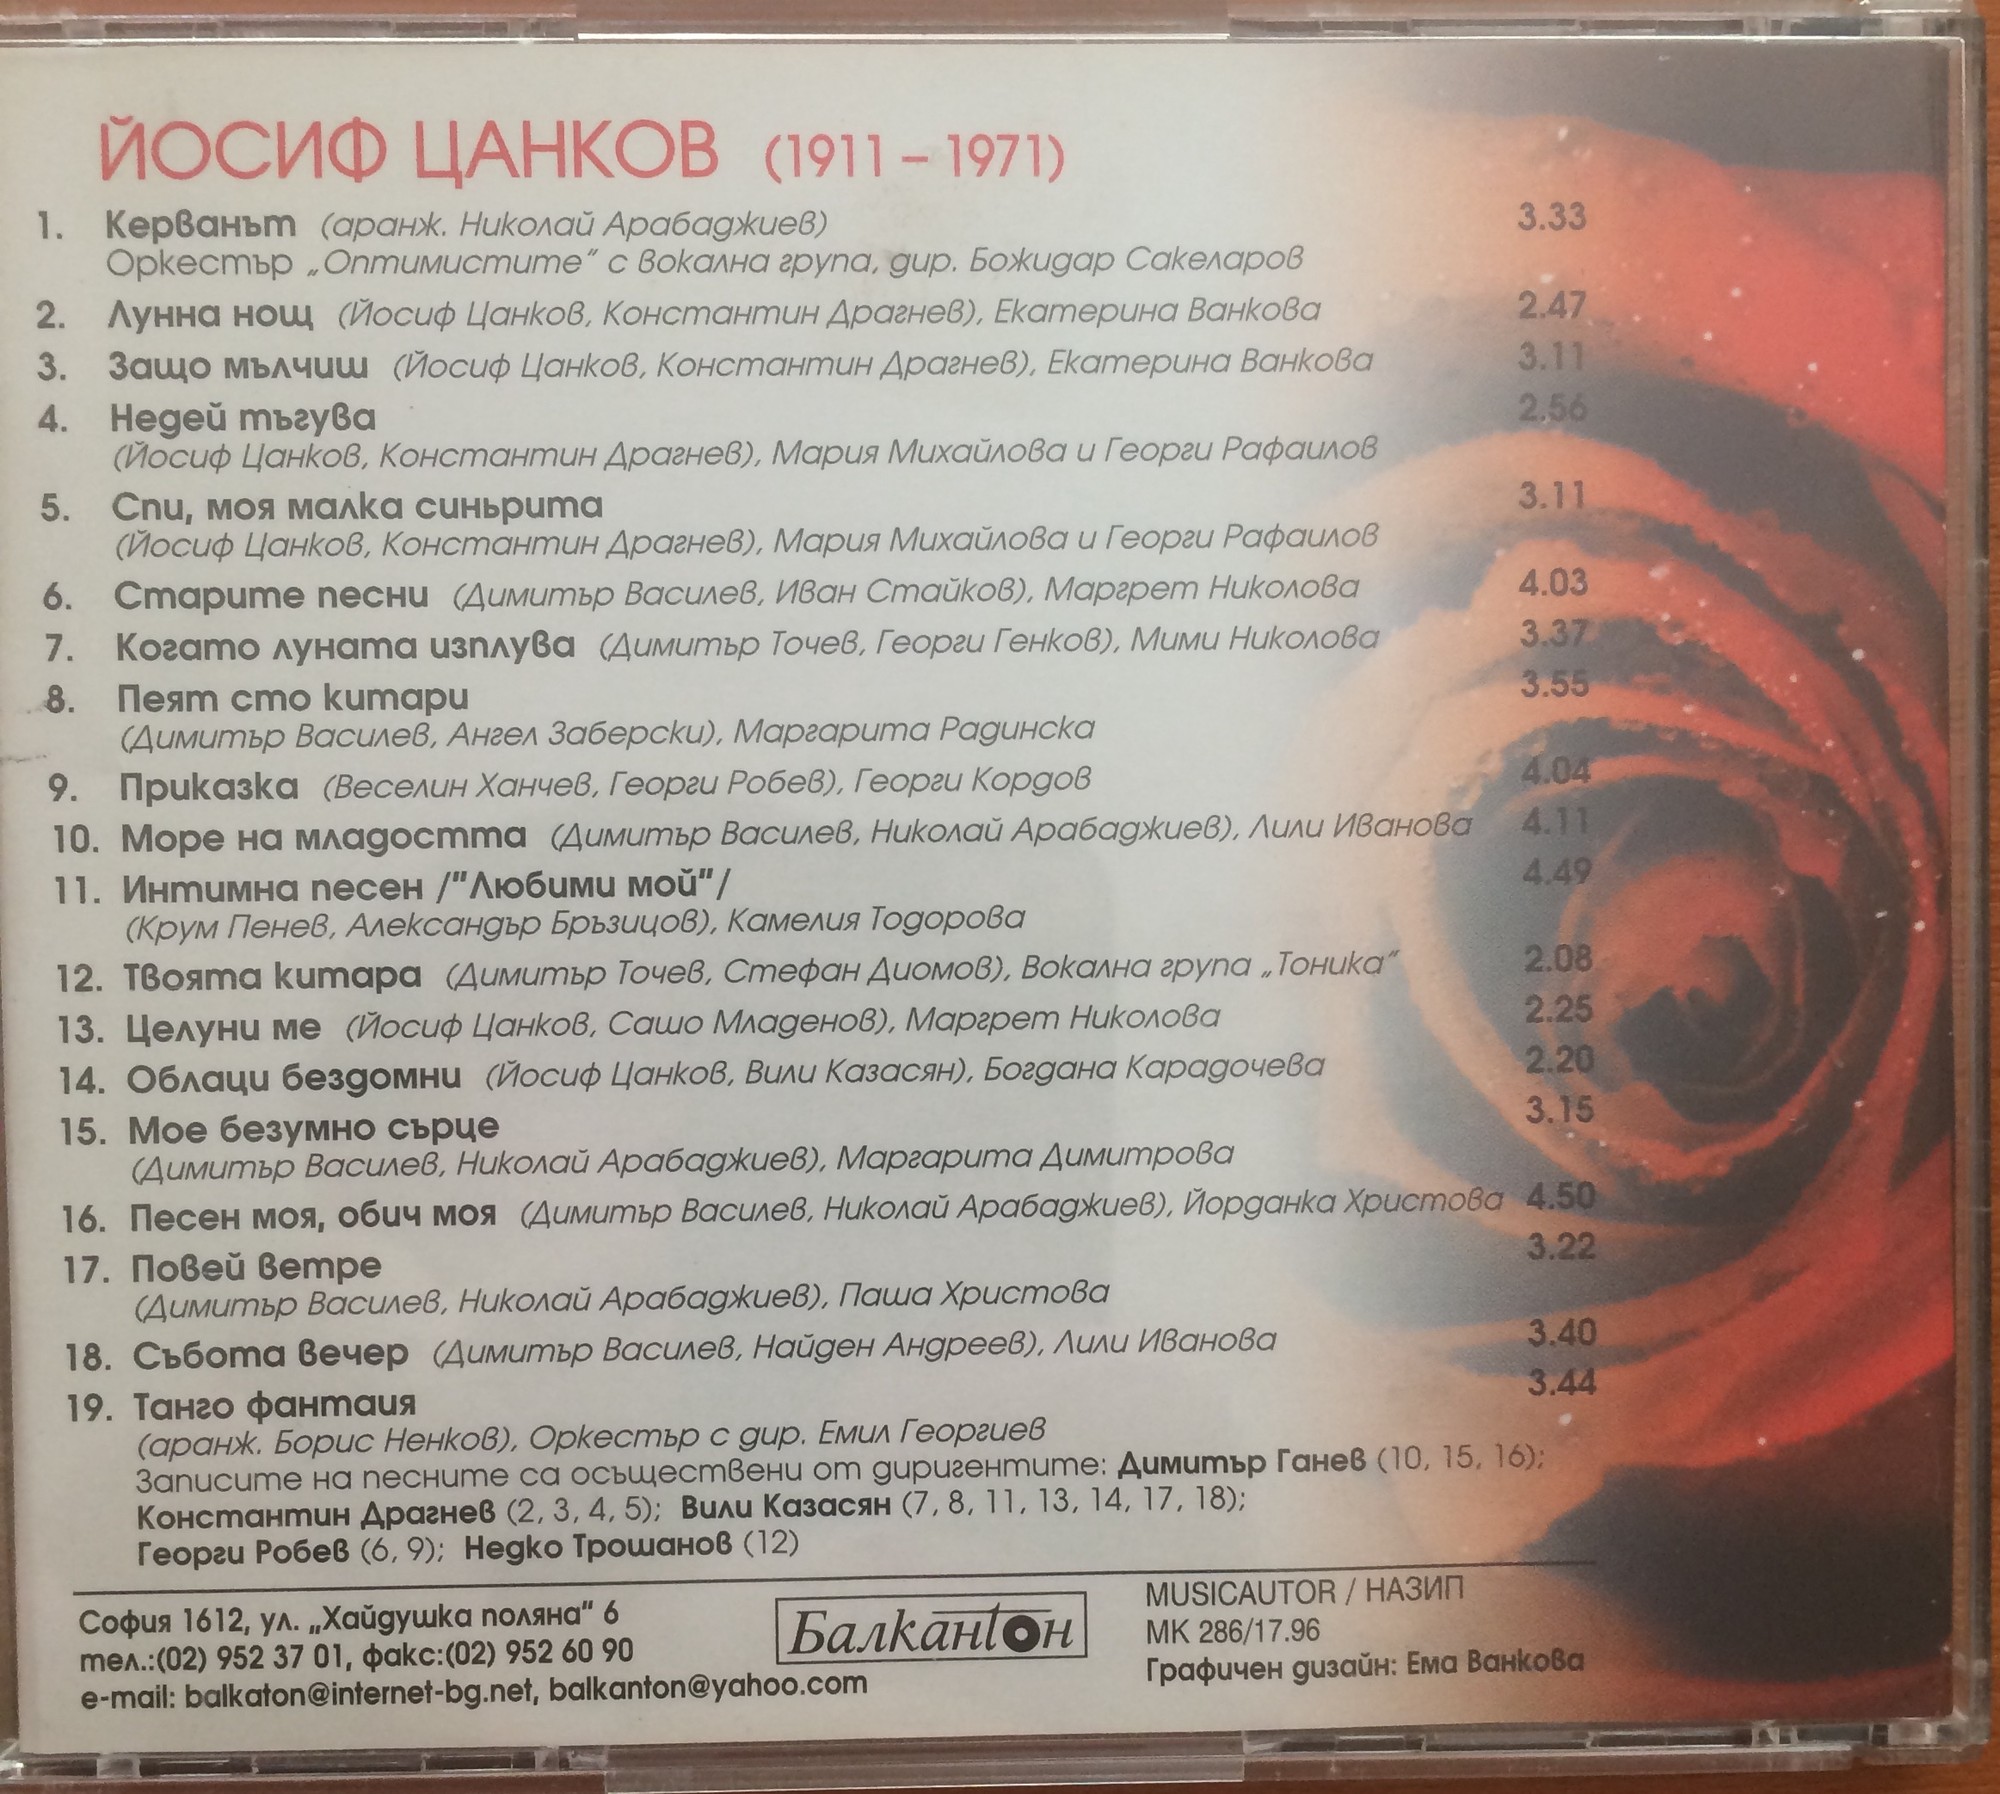 ЙОСИФ ЦАНКОВ (1911 – 1971)
1. Керванът (аранж. Николай Арабаджиев) 3.33
Оркестър „Оптимистите“ с вокална група, дир. Божидар Сакеларов
2. Лунна нощ (Йосиф Цанков, Константин Драгнев), Екатерина Ванкова 2.47
3. Защо мълчиш (Йосиф Цанков, Константин Драгнев), Екатерина Ванкова 3.11
4. Недей тъгува 2.56
(Йосиф Цанков, Константин Драгнев), Мария Михайлова и Георги Рафаилов
5. Спи, моя малка синьрита 3.11
(Йосиф Цанков, Константин Драгнев), Мария Михайлова и Георги Рафаилов
6. Старите песни (Димитър Василев, Иван Стайков), Маргрет Николова 4.03
7. Когато луната изплува (Димитър Точев, Георги Генков), Мими Николова 3.37
8. Пеят сто китари 3.55
(Димитър Василев, Ангел Заберски), Маргарита Радинска
9. Приказка (Веселин Ханчев, Георги Робев), Георги Кордов 4.04
10. Море на младостта (Димитър Василев, Николай Арабаджиев), Лили Иванова 4.11
11. Интимна песен /"Любими мой"/ 4.49
(Крум Пенев, Александър Бръзицов), Камелия Тодорова
12. Твоята китара (Димитър Точев, Стефан Диомов), Вокална група „Тоника“ 2.08
13. Целуни ме (Йосиф Цанков, Сашо Младенов), Маргрет Николова 2.25
14. Облаци бездомни (Йосиф Цанков, Вили Казасян), Богдана Карадочева 2.20
15. Мое безумно сърце 3.15
(Димитър Василев, Николай Арабаджиев), Маргарита Димитрова
16. Песен моя, обич моя (Димитър Василев, Николай Арабаджиев), Йорданка Христова 4.50
17. Повей ветре 3.22
(Димитър Василев, Николай Арабаджиев), Паша Христова
18. Събота вечер (Димитър Василев, Найден Андреев), Лили Иванова 3.40
19. Танго фантаия 3.44
(аранж. Борис Ненков), Оркестър с дир. Емил Георгиев
Записите на песните са осъществени от диригентите: Димитър Ганев (10, 15, 16);
Константин Драгнев (2, 3, 4, 5); Вили Казасян (7, 8, 11, 13, 14, 17, 18);
Георги Робев (6, 9); Недко Трошанов (12)
София 1612, ул. „Хайдушка поляна“ 6
тел.:(02) 952 37 01, факс:(02) 952 60 90
e-mail: balkaton@internet-bg.net, balkanton@yahoo.com
Балкантон
MUSICAUTOR / НАЗИП
МК 286/17.96
Графичен дизайн: Ема Ванкова